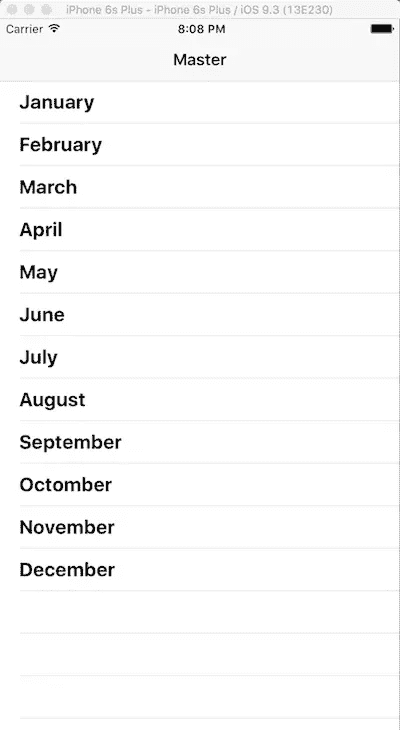 iPhone 6s Plus - iPhone 6s Plus / iOS 9.3 (13E230)
Carrier 8:08 PM
Master
January
February
March
April
May
June
July
August
September
Octomber
November
December